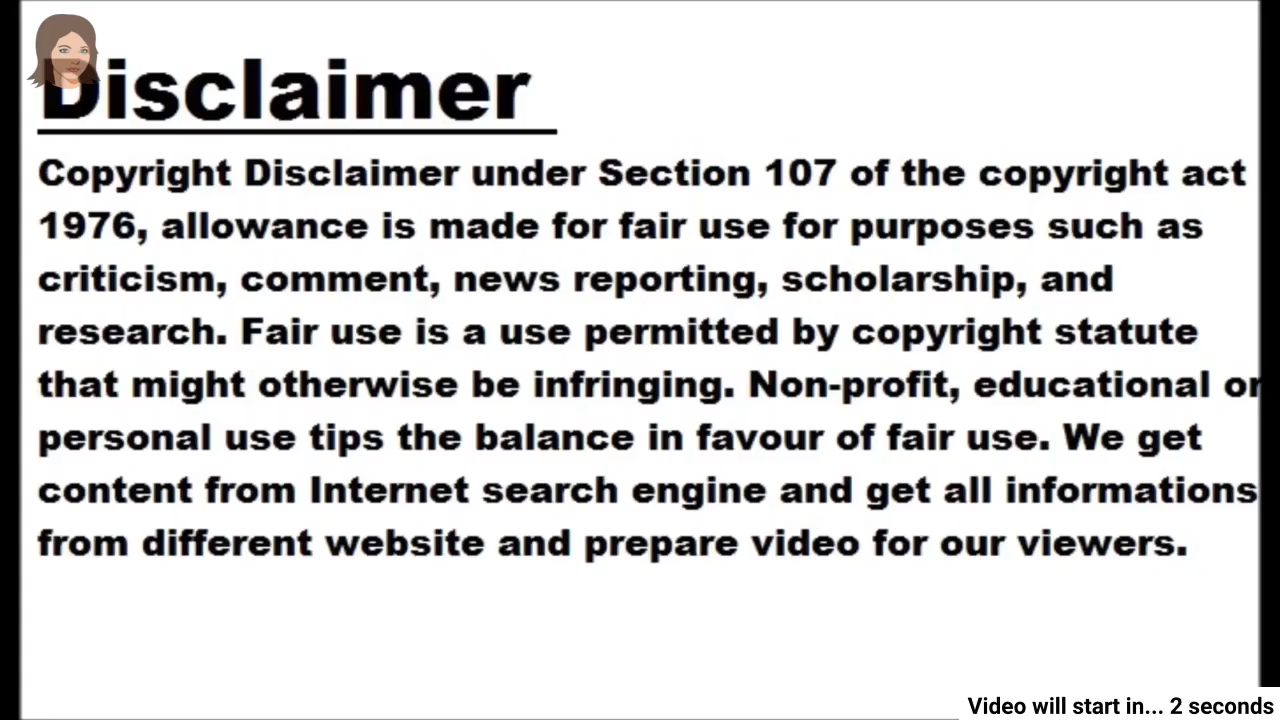 Disclaimer
Copyright Disclaimer under Section 107 of the copyright act
1976, allowance is made for fair use for purposes such as
criticism, comment, news reporting, scholarship, and
research. Fair use is a use permitted by copyright statute
that might otherwise be infringing. Non-profit, educational or
personal use tips the balance in favour of fair use. We get
content from Internet search engine and get all informations
from different website and prepare video for our viewers.
Video will start in... 2 seconds